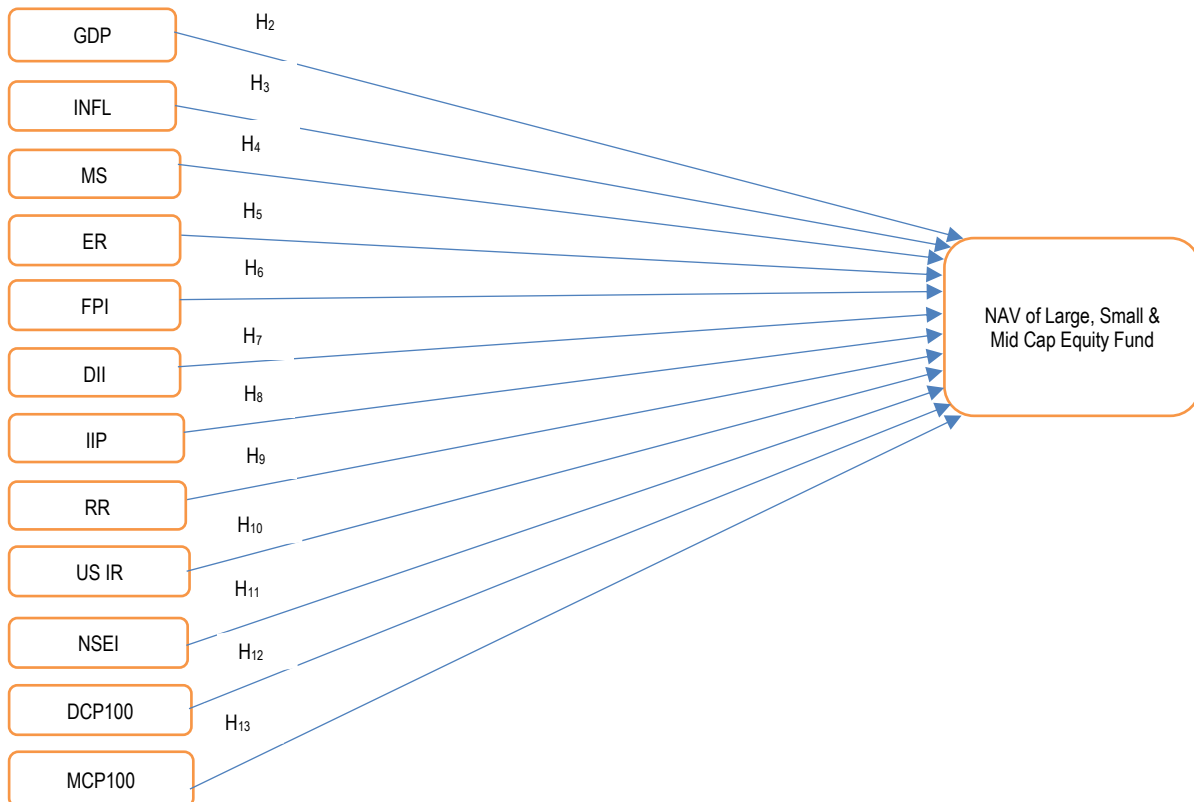 GDP
H₂
INFL
H₃
MS
H₄
ER
H₅
FPI
H₆
DII
H₇
IIP
H₈
RR
H₉
US IR
H₁₀
NSEI
H₁₁
DCP100
H₁₂
MCP100
H₁₃
NAV of Large, Small &
Mid Cap Equity Fund